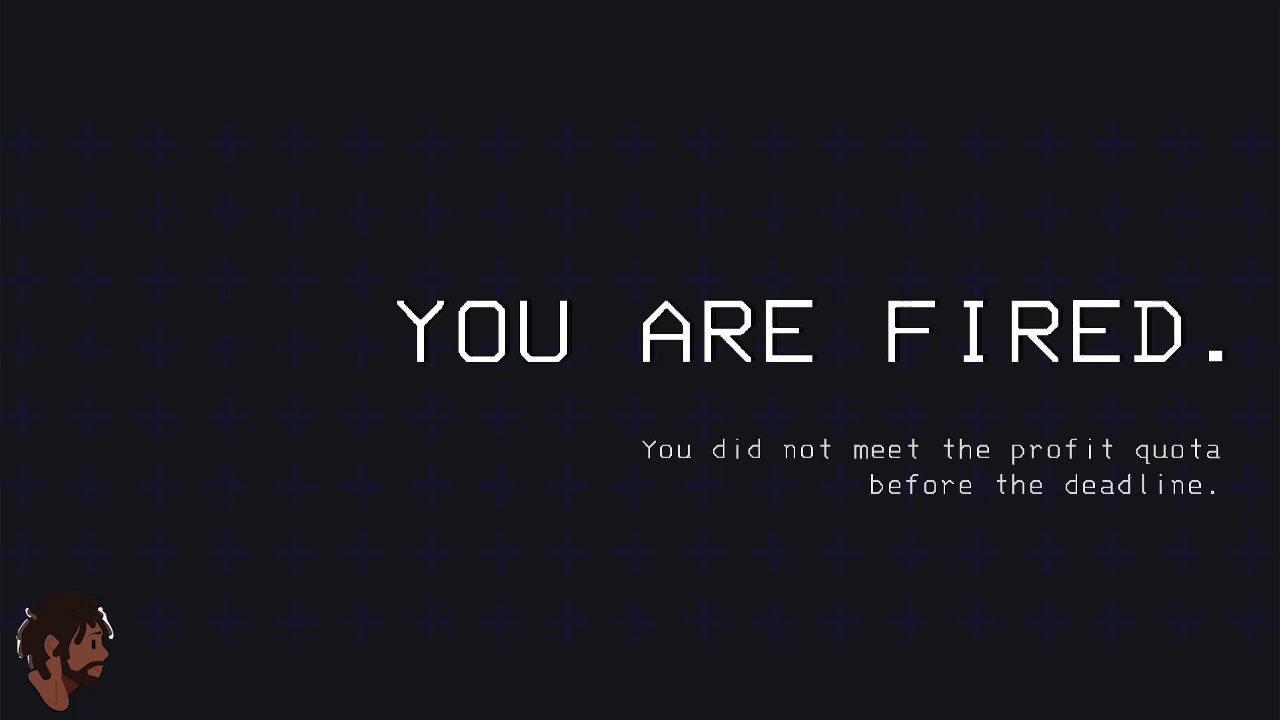 YOU ARE FIRED.
You did not meet the profit quota
before the deadline.